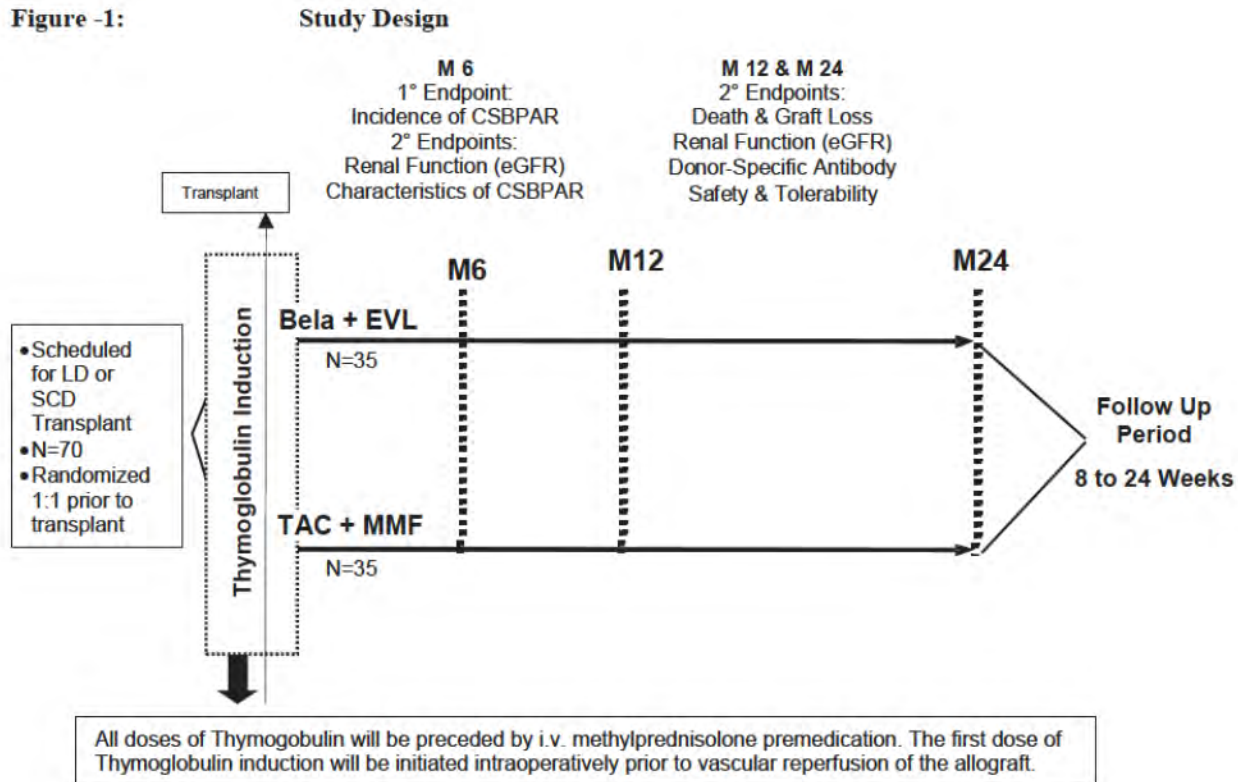 Figure -1: Study Design
M 6
1° Endpoint:
Incidence of CSBPAR
2° Endpoints:
Renal Function (eGFR)
Characteristics of CSBPAR
M 12 & M 24
2° Endpoints:
Death & Graft Loss
Renal Function (eGFR)
Donor-Specific Antibody
Safety & Tolerability
Transplant
M6
M12
M24
•Scheduled
for LD or
SCD
Transplant
•N=70
•Randomized
1:1 prior to
transplant
Thymoglobulin Induction
Bela + EVL
N=35
TAC + MMF
N=35
Follow Up
Period
8 to 24 Weeks
All doses of Thymogobulin will be preceded by i.v. methylprednisolone premedication. The first dose of
Thymoglobulin induction will be initiated intraoperatively prior to vascular reperfusion of the allograft.